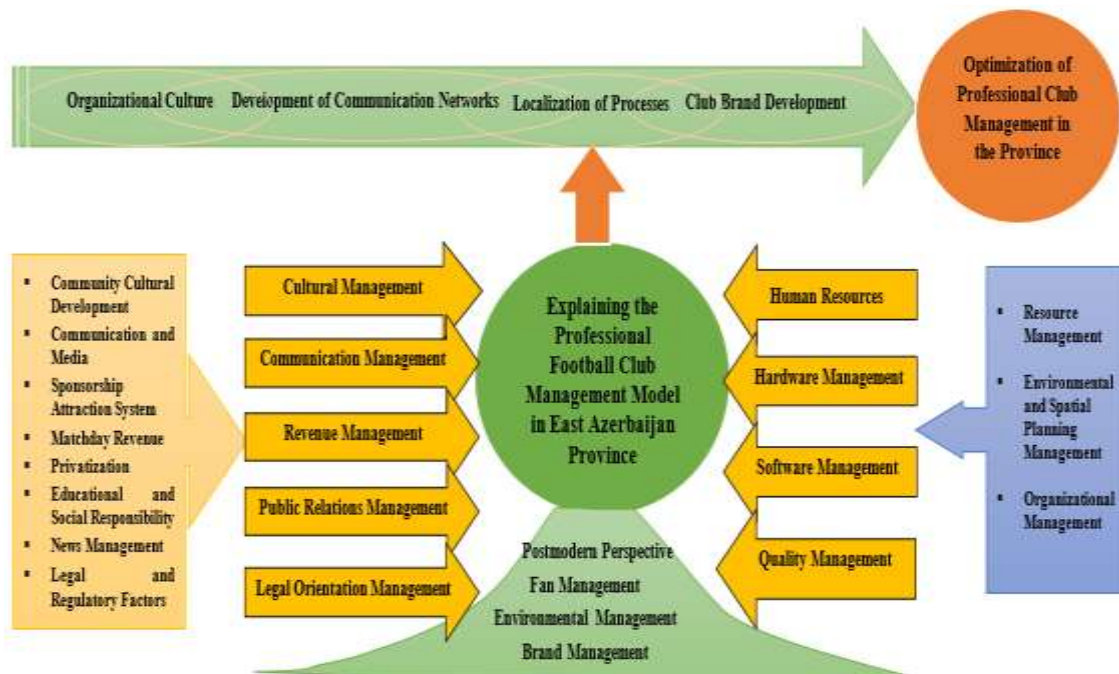 Organizational Culture
Development of Communication Networks
Localization of Processes
Club Brand Development
Optimization of
Professional Club
Management in
the Province
▪ Community Cultural
Development
▪ Communication and
Media
▪ Sponsorship
Attraction System
▪ Matchday Revenue
▪ Privatization
▪ Educational and
Social Responsibility
▪ News Management
▪ Legal and
Regulatory Factors
Cultural Management
Communication Management
Revenue Management
Public Relations Management
Legal Orientation Management
Explaining the
Professional
Football Club
Management Model
in East Azerbaijan
Province
Postmodern Perspective
Fan Management
Environmental Management
Brand Management
Human Resources
Hardware Management
Software Management
Quality Management
▪ Resource
Management
▪ Environmental
and Spatial
Planning
Management
▪ Organizational
Management